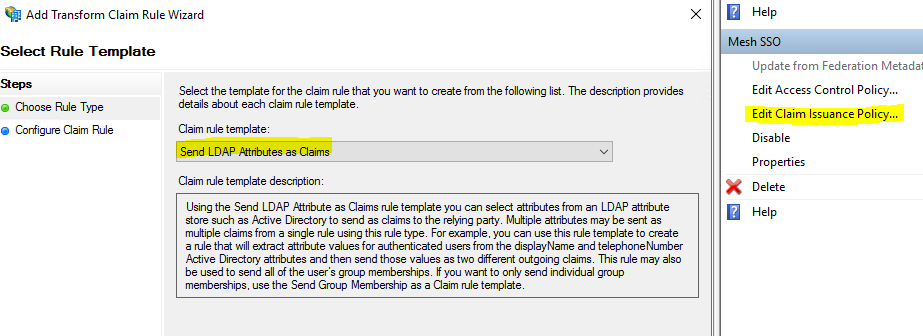 Add Transform Claim Rule Wizard
Select Rule Template
Steps
Choose Rule Type
Configure Claim Rule
Select the template for the claim rule that you want to create from the following list. The description provides
details about each claim rule template.
Claim rule template:
Send LDAP Attributes as Claims
Claim rule template description:
Using the Send LDAP Attribute as Claims rule template you can select attributes from an LDAP attribute
store such as Active Directory to send as claims to the relying party. Multiple attributes may be sent as
multiple claims from a single rule using this rule type. For example, you can use this rule template to create
a rule that will extract attribute values for authenticated users from the displayName and telephoneNumber
Active Directory attributes and then send those values as two different outgoing claims. This rule may also
be used to send all of the user's group memberships. If you want to only send individual group
memberships, use the Send Group Membership as a Claim rule template.
Help
Mesh SSO
Update from Federation Metadat
Edit Access Control Policy...
Edit Claim Issuance Policy...
Disable
Properties
Delete
Help